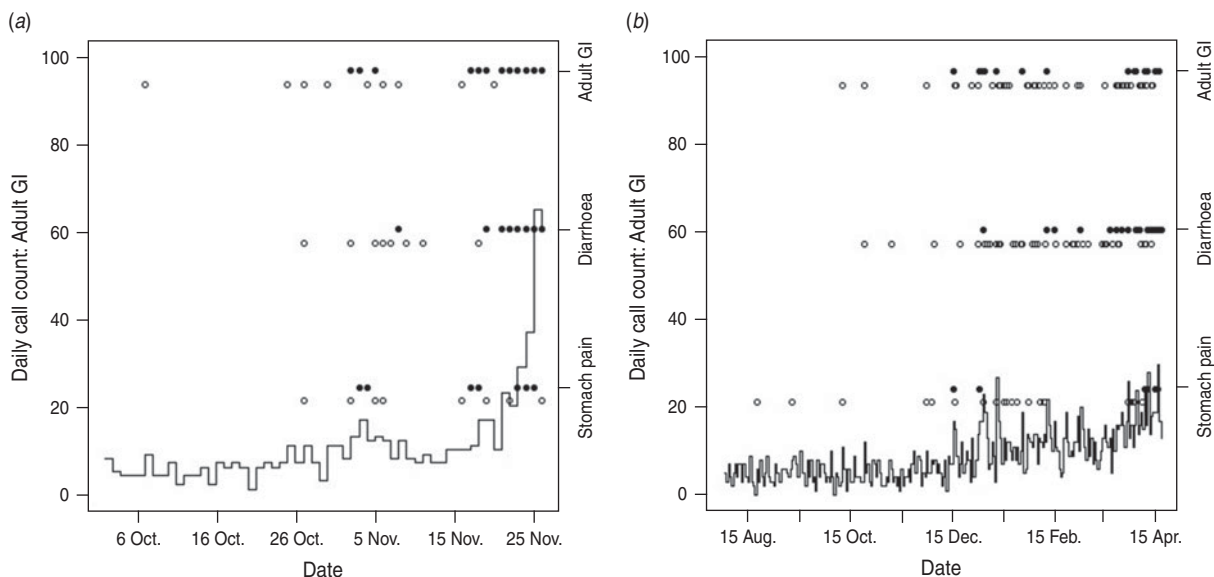 (a)
100
80
60
40
20
0
Daily call count: Adult GI
Adult GI
Diarrhoea
Stomach pain
6 Oct.
16 Oct.
26 Oct.
5 Nov.
15 Nov.
25 Nov.
Date
(b)
100
80
60
40
20
0
Daily call count: Adult GI
Adult GI
Diarrhoea
Stomach pain
15 Aug.
15 Oct.
15 Dec.
15 Feb.
15 Apr.
Date